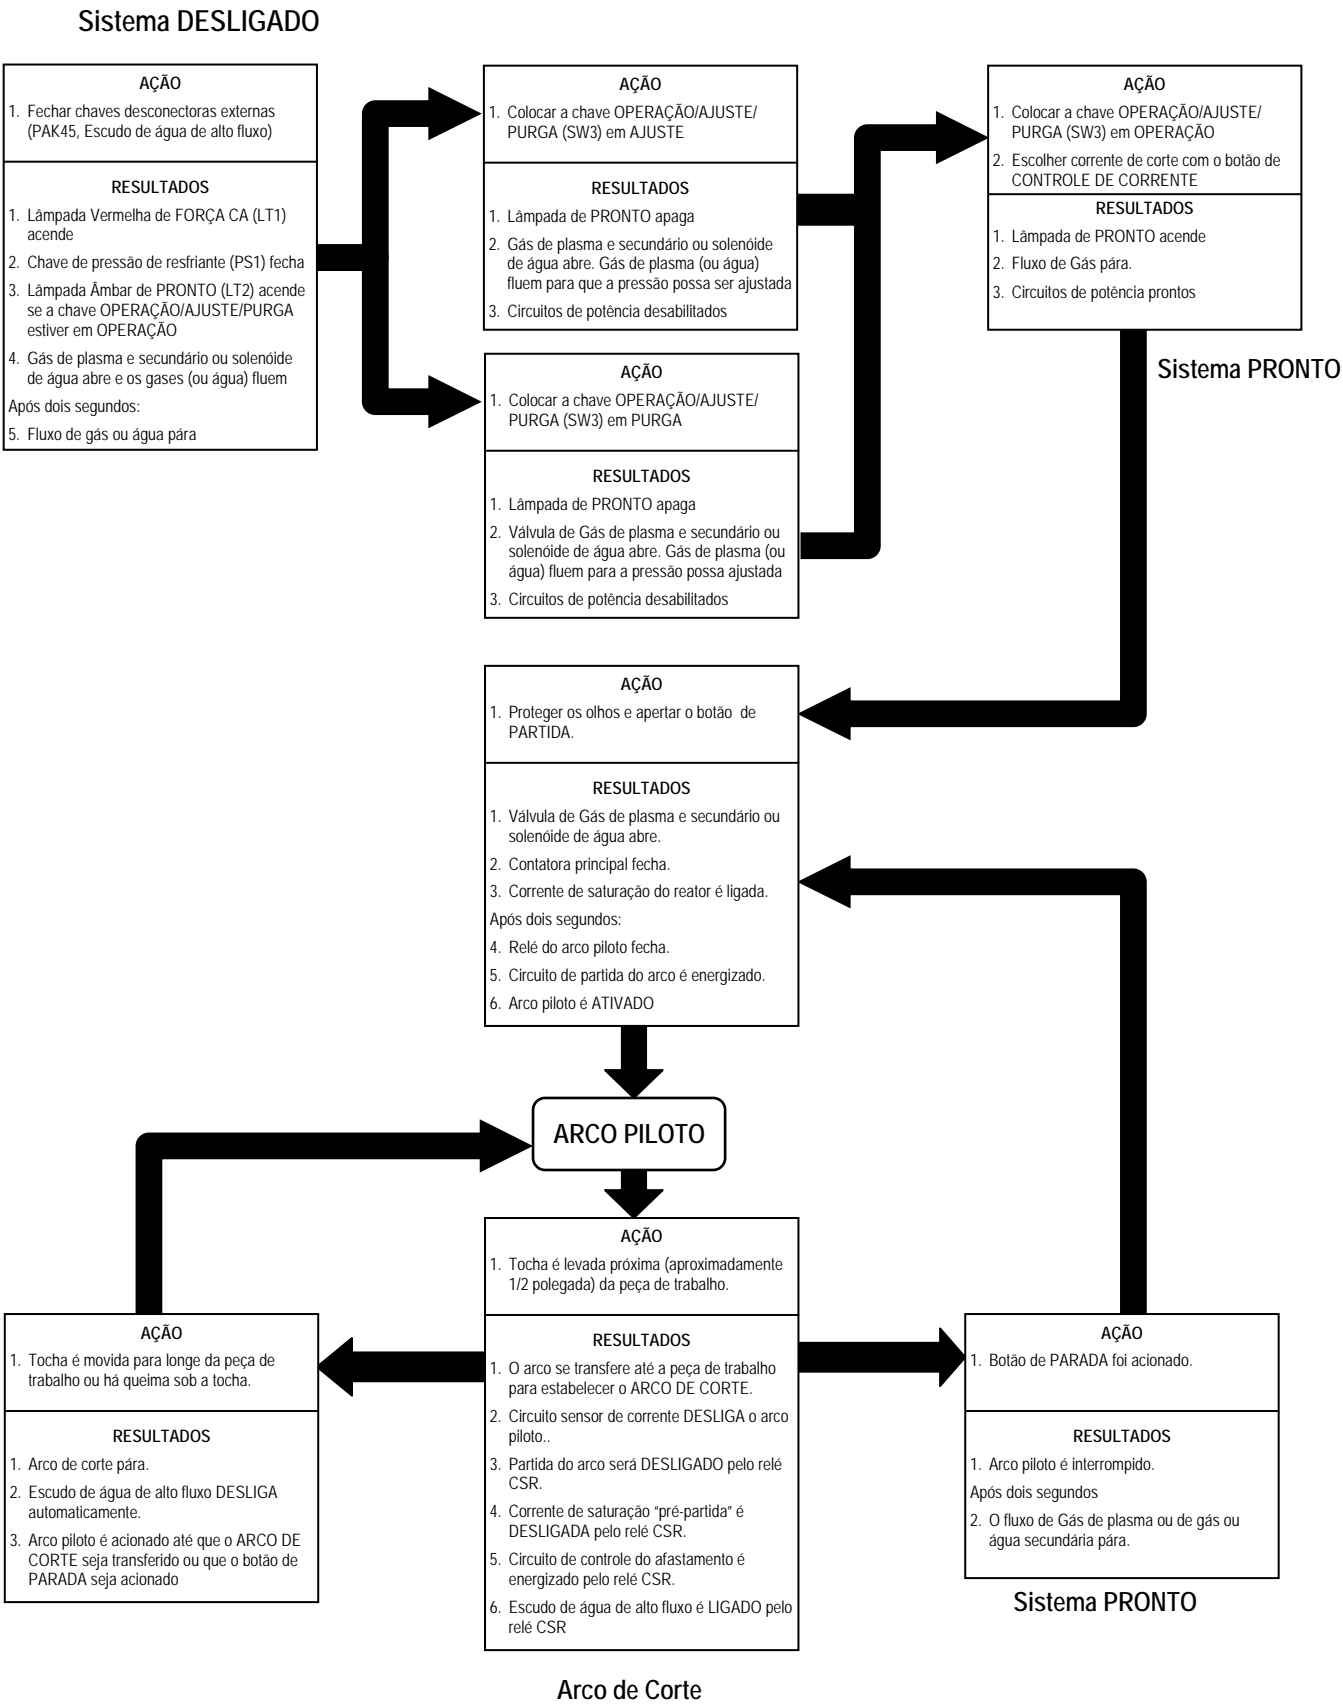 Sistema DESLIGADO
AÇÃO
1. Fechar chaves desconectoras externas
(PAK45, Escudo de água de alto fluxo)
RESULTADOS
1. Lâmpada Vermelha de FORÇA CA (LT1)
acende
2. Chave de pressão de resfriante (PS1) fecha
3. Lâmpada Âmbar de PRONTO (LT2) acende
se a chave OPERAÇÃO/AJUSTE/PURGA
estiver em OPERAÇÃO
4. Gás de plasma e secundário ou solenóide
de água abre e os gases (ou água) fluem
Após dois segundos:
5. Fluxo de gás ou água pára
AÇÃO
1. Colocar a chave OPERAÇÃO/AJUSTE/
PURGA (SW3) em AJUSTE
RESULTADOS
1. Lâmpada de PRONTO apaga
2. Gás de plasma e secundário ou solenóide
de água abre. Gás de plasma (ou água)
fluem para que a pressão possa ser ajustada
3. Circuitos de potência desabilitados
AÇÃO
1. Colocar a chave OPERAÇÃO/AJUSTE/
PURGA (SW3) em PURGA
RESULTADOS
1. Lâmpada de PRONTO apaga
2. Válvula de Gás de plasma e secundário ou
solenóide de água abre. Gás de plasma (ou
água) fluem para a pressão possa ajustada
3. Circuitos de potência desabilitados
AÇÃO
1. Colocar a chave OPERAÇÃO/AJUSTE/
PURGA (SW3) em OPERAÇÃO
2. Escolher corrente de corte com o botão de
CONTROLE DE CORRENTE
RESULTADOS
1. Lâmpada de PRONTO acende
2. Fluxo de Gás pára.
3. Circuitos de potência prontos
Sistema PRONTO
AÇÃO
1. Proteger os olhos e apertar o botão de
PARTIDA.
RESULTADOS
1. Válvula de Gás de plasma e secundário ou
solenóide de água abre.
2. Contatora principal fecha.
3. Corrente de saturação do reator é ligada.
Após dois segundos:
4. Relé do arco piloto fecha.
5. Circuito de partida do arco é energizado.
6. Arco piloto é ATIVADO
ARCO PILOTO
AÇÃO
1. Tocha é levada próxima (aproximadamente
1/2 polegada) da peça de trabalho.
RESULTADOS
1. O arco se transfere até a peça de trabalho
para estabelecer o ARCO DE CORTE.
2. Circuito sensor de corrente DESLIGA o arco
piloto..
3. Partida do arco será DESLIGADO pelo relé
CSR.
4. Corrente de saturação “pré-partida” é
DESLIGADA pelo relé CSR.
5. Circuito de controle do afastamento é
energizado pelo relé CSR.
6. Escudo de água de alto fluxo é LIGADO pelo
relé CSR
Arco de Corte
AÇÃO
1. Tocha é movida para longe da peça de
trabalho ou há queima sob a tocha.
RESULTADOS
1. Arco de corte pára.
2. Escudo de água de alto fluxo DESLIGA
automaticamente.
3. Arco piloto é acionado até que o ARCO DE
CORTE seja transferido ou que o botão de
PARADA seja acionado
AÇÃO
1. Botão de PARADA foi acionado.
RESULTADOS
1. Arco piloto é interrompido.
Após dois segundos
2. O fluxo de Gás de plasma ou de gás ou
água secundária pára.
Sistema PRONTO